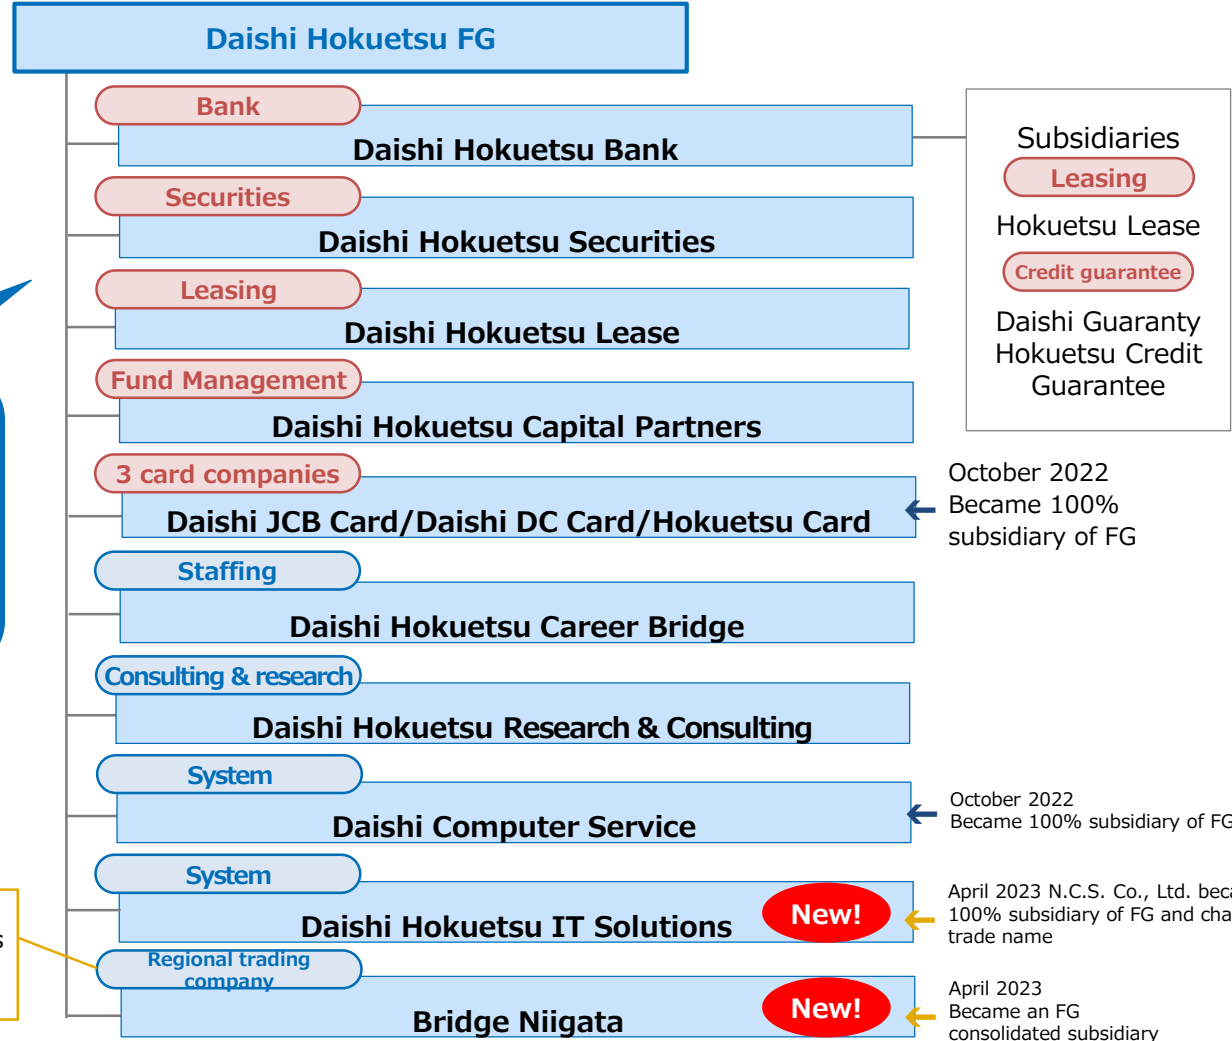 Daishi Hokuetsu FG
Bank
Daishi Hokuetsu Bank
Securities
Daishi Hokuetsu Securities
Leasing
Daishi Hokuetsu Lease
Fund Management
Daishi Hokuetsu Capital Partners
3 card companies
Daishi JCB Card/Daishi DC Card/Hokuetsu Card
Staffing
Daishi Hokuetsu Career Bridge
Consulting & research
Daishi Hokuetsu Research & Consulting
System
Daishi Computer Service
System
Daishi Hokuetsu IT Solutions
New!
Regional trading
company
Bridge Niigata
New!
Subsidiaries
Leasing
Hokuetsu Lease
Credit guarantee
Daishi Guaranty
Hokuetsu Credit
Guarantee
October 2022
Became 100%
subsidiary of FG
October 2022
Became 100% subsidiary of FG
April 2023 N.C.S. Co., Ltd.
100% subsidiary of FG and
trade name
April 2023
Became an FG
consolidated subsidiary